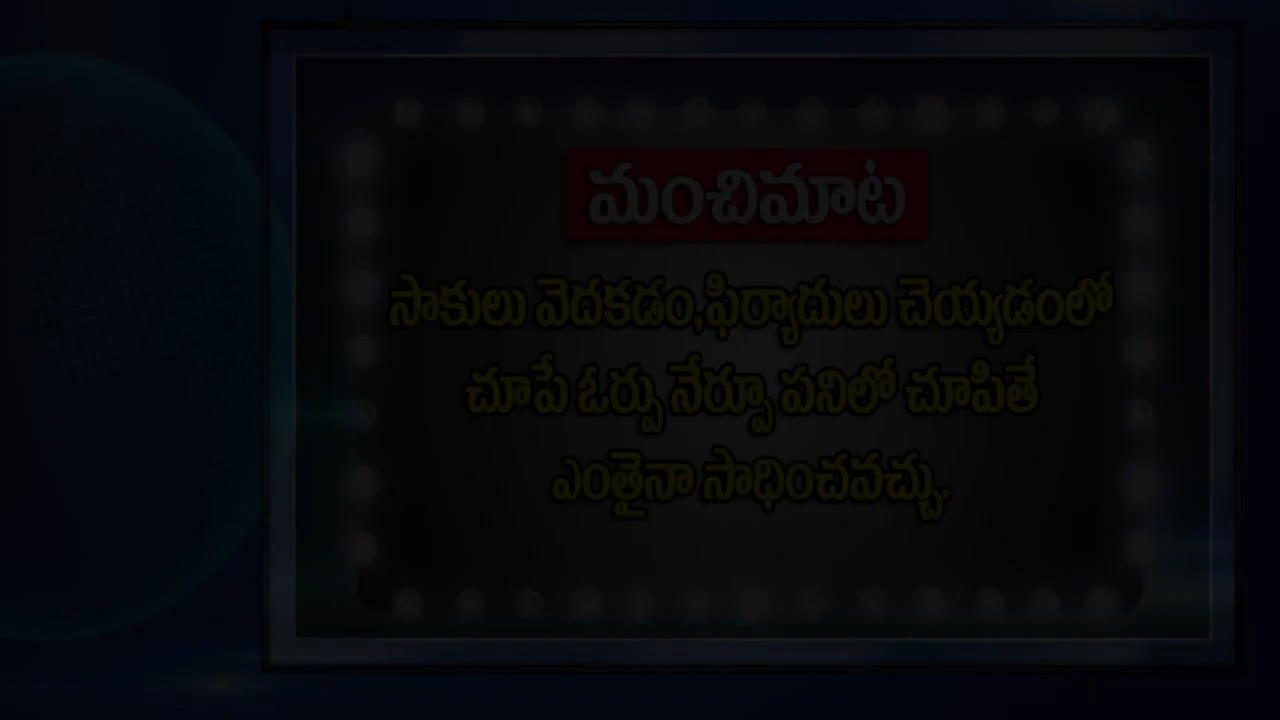 మంచిమాట
సాకులు వెదకడం,ఫిర్యాదులు చెయ్యడంలో
చూపే ఓర్పు నేర్పూ పనిలో చూపితే
ఎంతైనా సాధించవచ్చు.